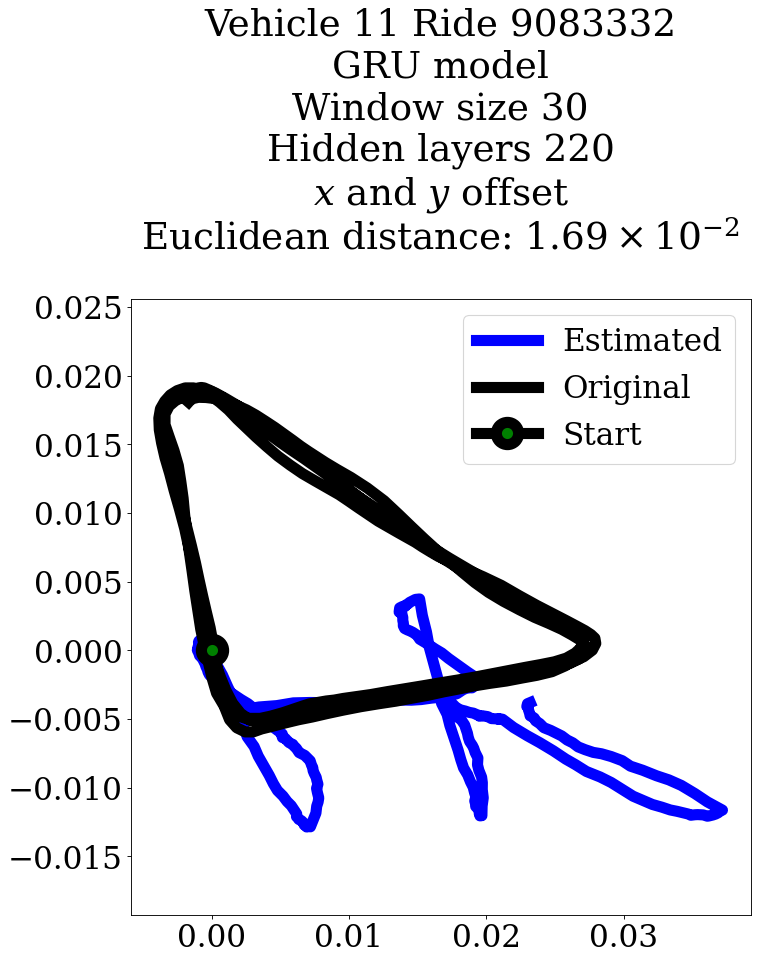 Vehicle 11 Ride 9083332
GRU model
Window size 30
Hidden layers 220
x and y offset
Euclidean distance: 1.69 × 10⁻²
0.025
0.020
0.015
0.010
0.005
0.000
−0.005
−0.010
−0.015
Estimated
Original
Start
0.00 0.01 0.02 0.03